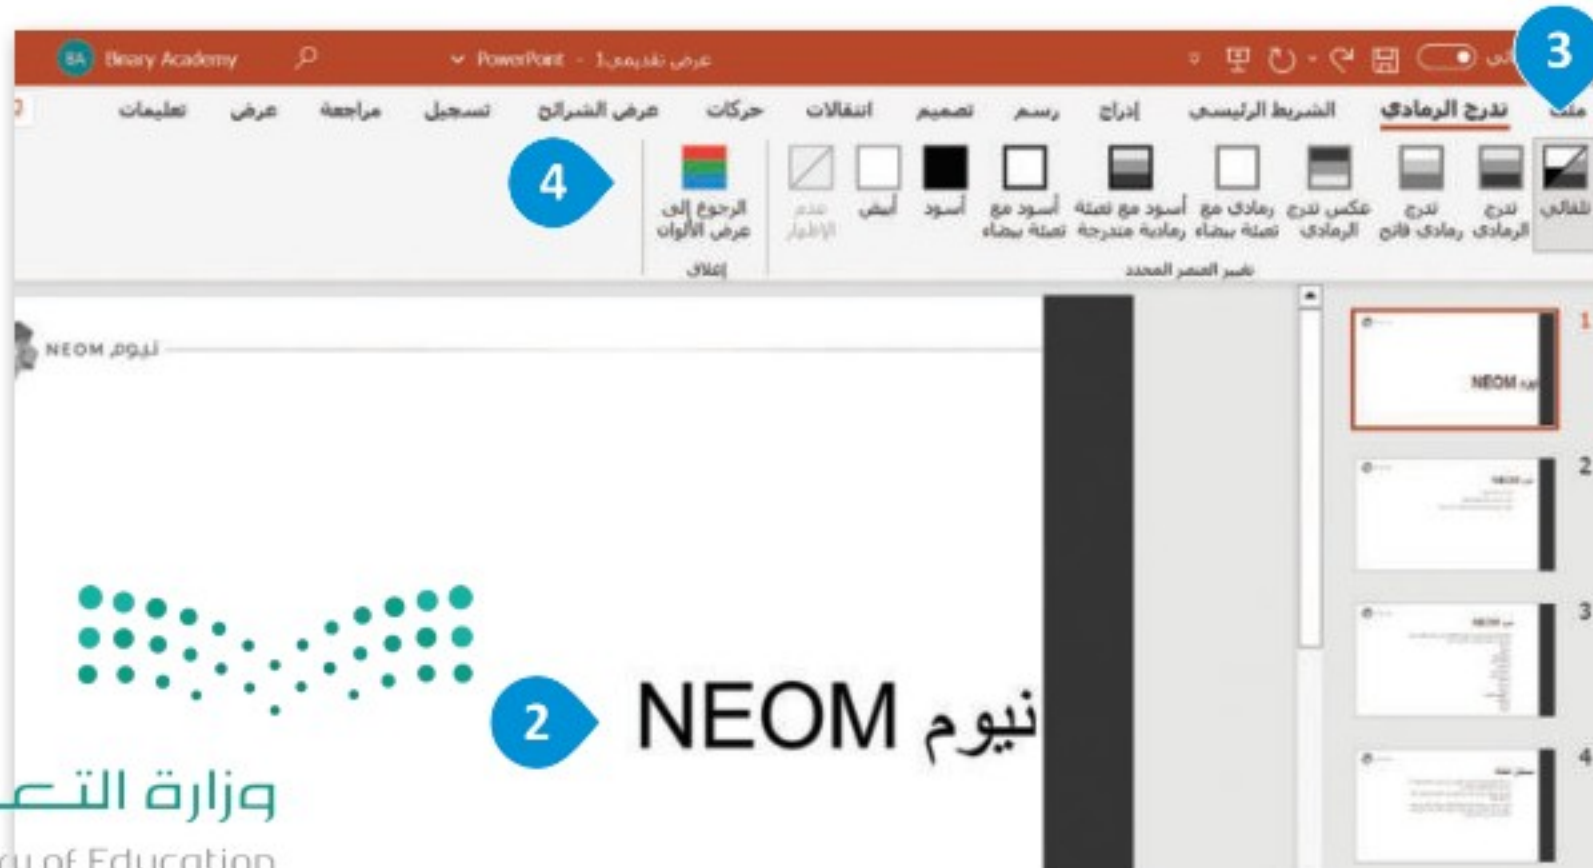 3
عرض تقديمي1 - PowerPoint
Binary Academy
BA
ملف تدرج الرمادي الشريط الرئيسي إدراج رسم تصميم انتقالات حركات عرض الشرائح تسجيل مراجعة عرض تعليمات
4
تلقائي
تدرج الرمادي
تدرج رمادي فاتح
عكس تدرج الرمادي
رمادي مع تعبئة بيضاء
أسود مع تعبئة رمادية متدرجة
أسود مع تعبئة بيضاء
أسود
أبيض
عدم الإظهار
الرجوع إلى عرض الألوان
تغيير العنصر المحدد
إغلاق
نيوم NEOM
1
NEOM
2
3
4
2
نيوم NEOM
وزارة التعـ
of Education